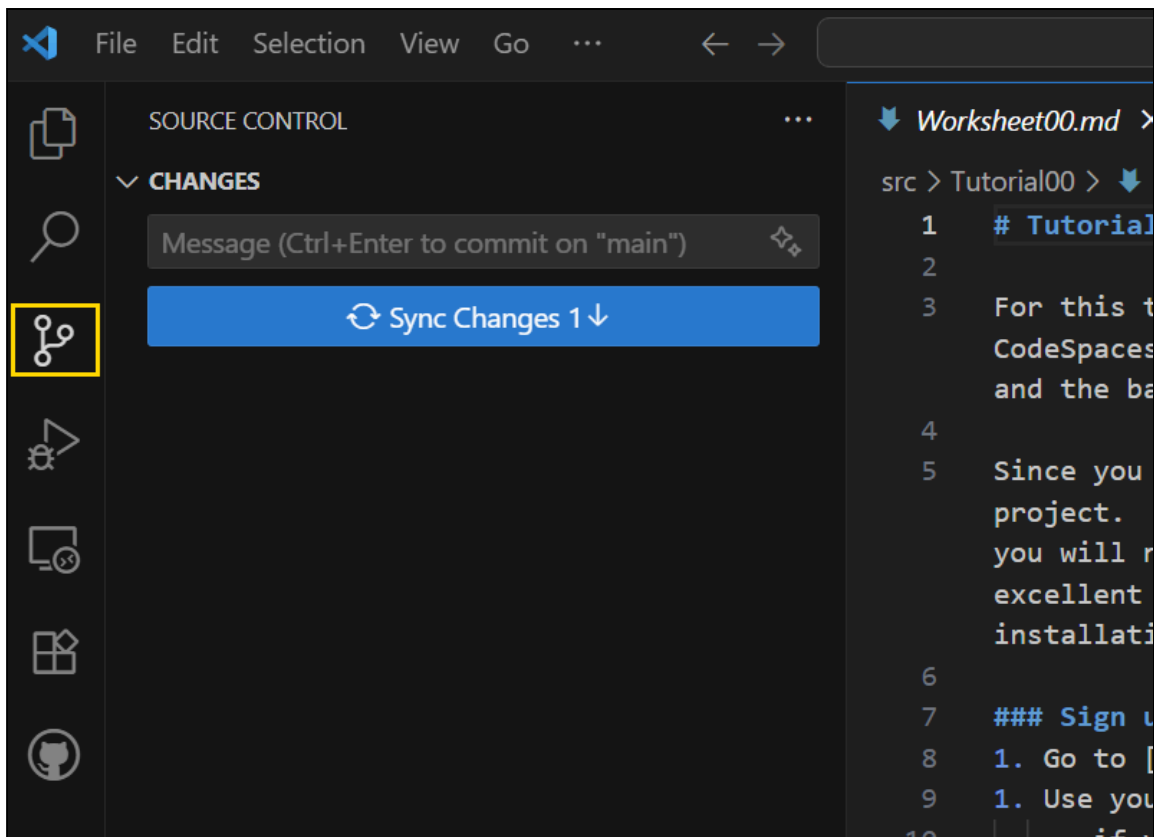 File Edit Selection View Go ···
SOURCE CONTROL ···
CHANGES
Message (Ctrl+Enter to commit on "main")
Sync Changes 1↓
Worksheet00.md
src > Tutorial00 >
1 # Tutorial
2
3 For this
CodeSpaces
and the
4
5 Since you
project.
you will
excellent
6
7 ### Sign
8 1. Go to [
9 1. Use you
10 if